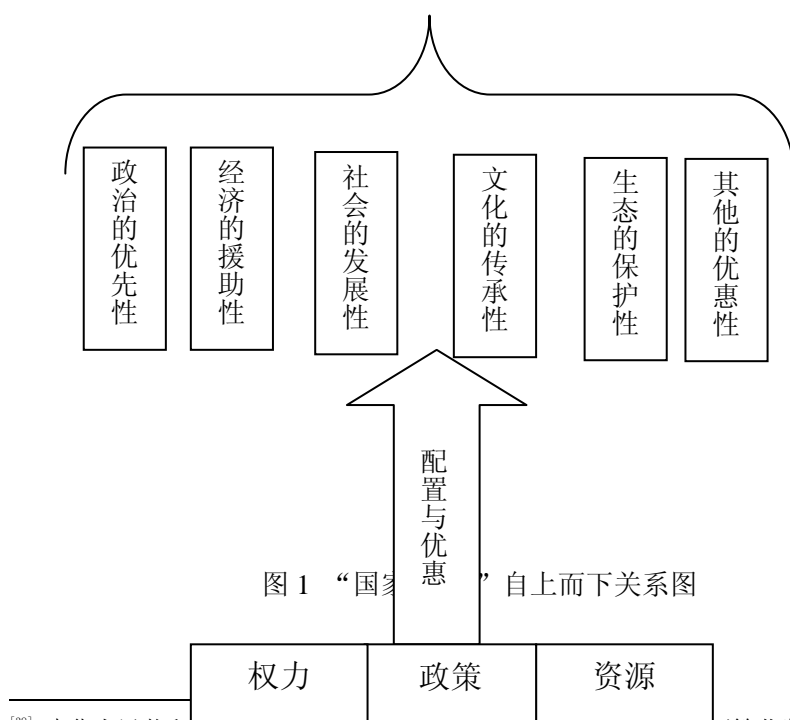 政治的优先性
经济的援助性
社会的发展性
文化的传承性
生态的保护性
其他的优惠性
配置与优惠
图 1 “国家 ”自上而下关系图
权力
政策
资源